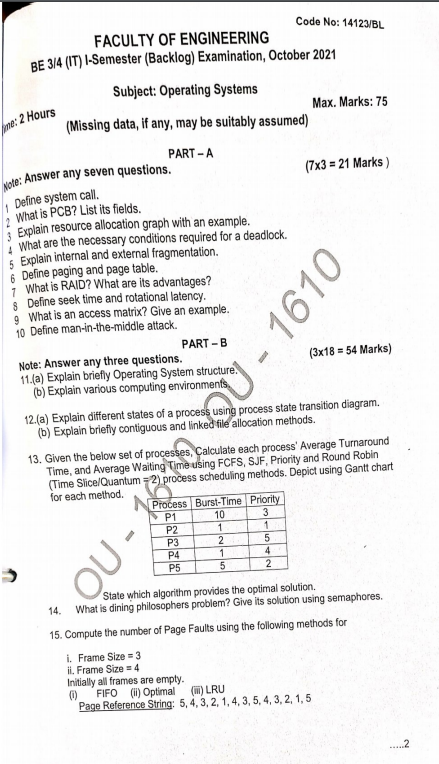 Code No: 14123/BL
FACULTY OF ENGINEERING
BE 3/4 (IT) I-Semester (Backlog) Examination, October 2021
Subject: Operating Systems
Time: 2 Hours
Max. Marks: 75
(Missing data, if any, may be suitably assumed)
PART – A
Note: Answer any seven questions.
(7x3 = 21 Marks )
1 Define system call.
2 What is PCB? List its fields.
3 Explain resource allocation graph with an example.
4 What are the necessary conditions required for a deadlock.
5 Explain internal and external fragmentation.
6 Define paging and page table.
7 What is RAID? What are its advantages?
8 Define seek time and rotational latency.
9 What is an access matrix? Give an example.
10 Define man-in-the-middle attack.
PART – B
Note: Answer any three questions.
(3x18 = 54 Marks)
11.(a) Explain briefly Operating System structure.
(b) Explain various computing environments.
12.(a) Explain different states of a process using process state transition diagram.
(b) Explain briefly contiguous and linked file allocation methods.
13. Given the below set of processes, Calculate each process' Average Turnaround
Time, and Average Waiting Time using FCFS, SJF, Priority and Round Robin
(Time Slice/Quantum = 2) process scheduling methods. Depict using Gantt chart
for each method.
Process Burst-Time Priority
P1 10 3
P2 1 1
P3 2 5
P4 1 4
P5 5 2
State which algorithm provides the optimal solution.
14. What is dining philosophers problem? Give its solution using semaphores.
15. Compute the number of Page Faults using the following methods for
i. Frame Size = 3
ii. Frame Size = 4
Initially all frames are empty.
(i) FIFO (ii) Optimal (iii) LRU
Page Reference String: 5, 4, 3, 2, 1, 4, 3, 5, 4, 3, 2, 1, 5
.....2
OU - 1610 OU - 1610